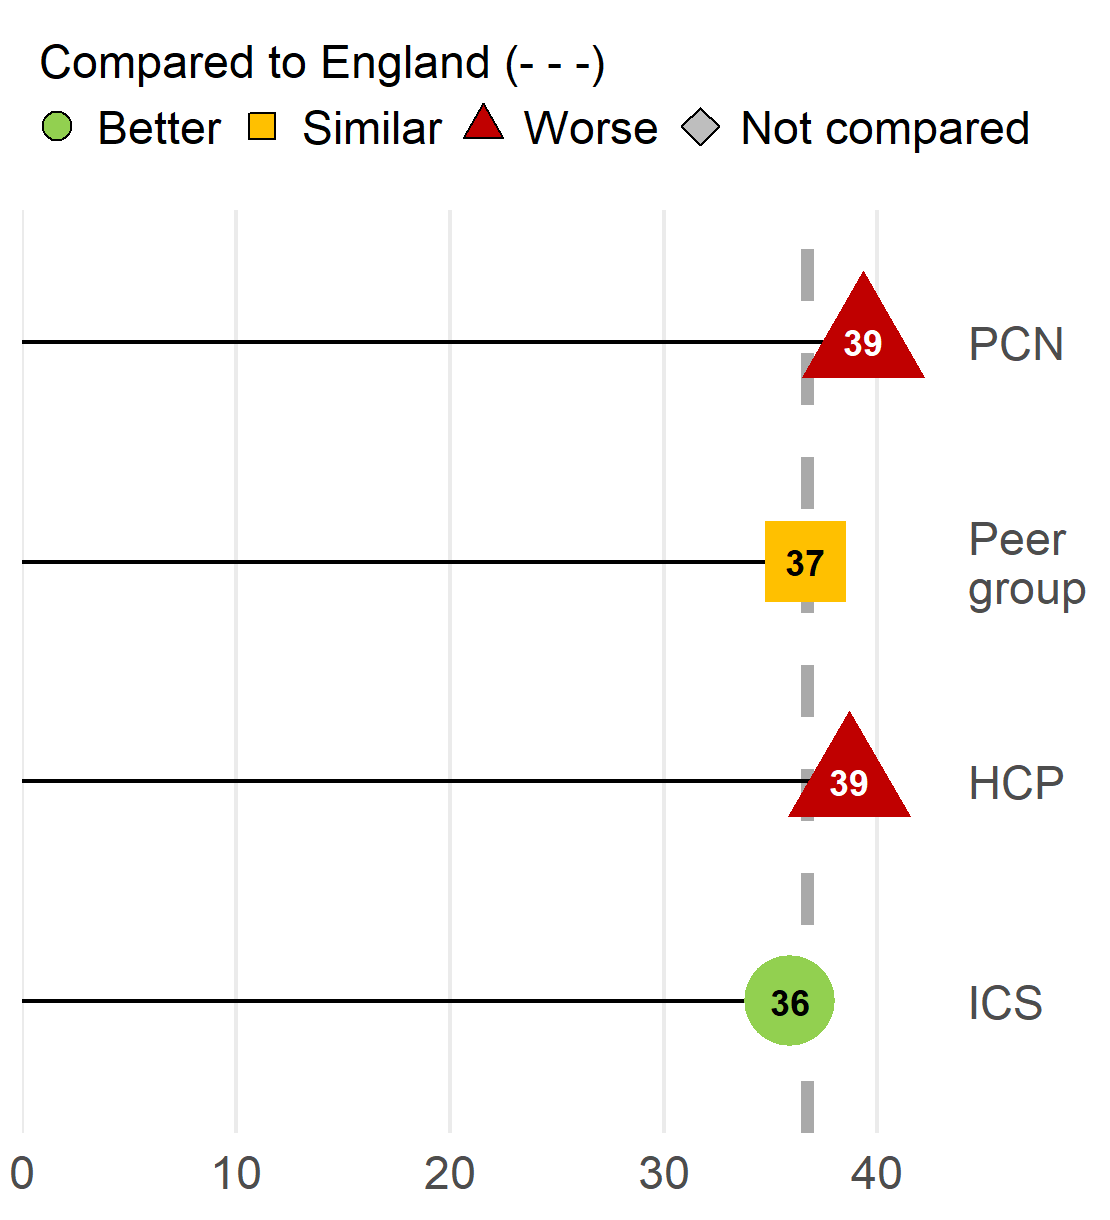 Compared to England (- - -)
Better Similar Worse Not compared
39 PCN
37 Peer
group
39 HCP
36 ICS
0 10 20 30 40